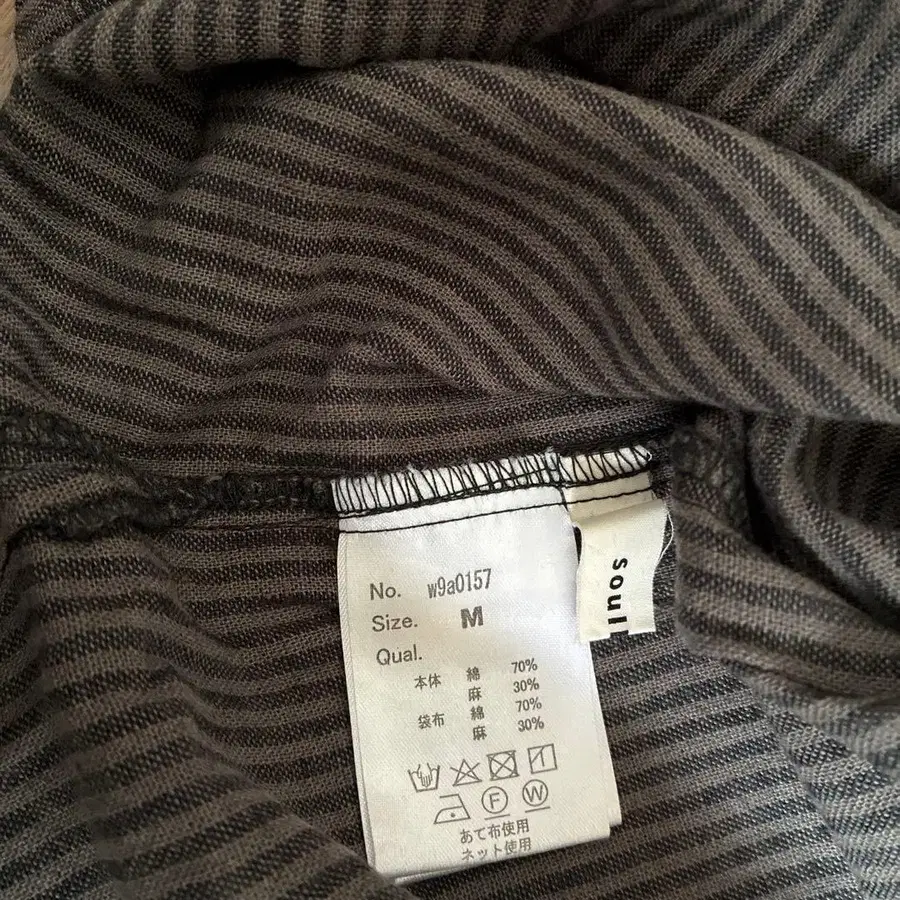 No. w9a0157
Size. M
Qual.
本体 綿 70%
麻 30%
袋布 綿 70%
麻 30%
F W
あて布使用
ネット使用
soul